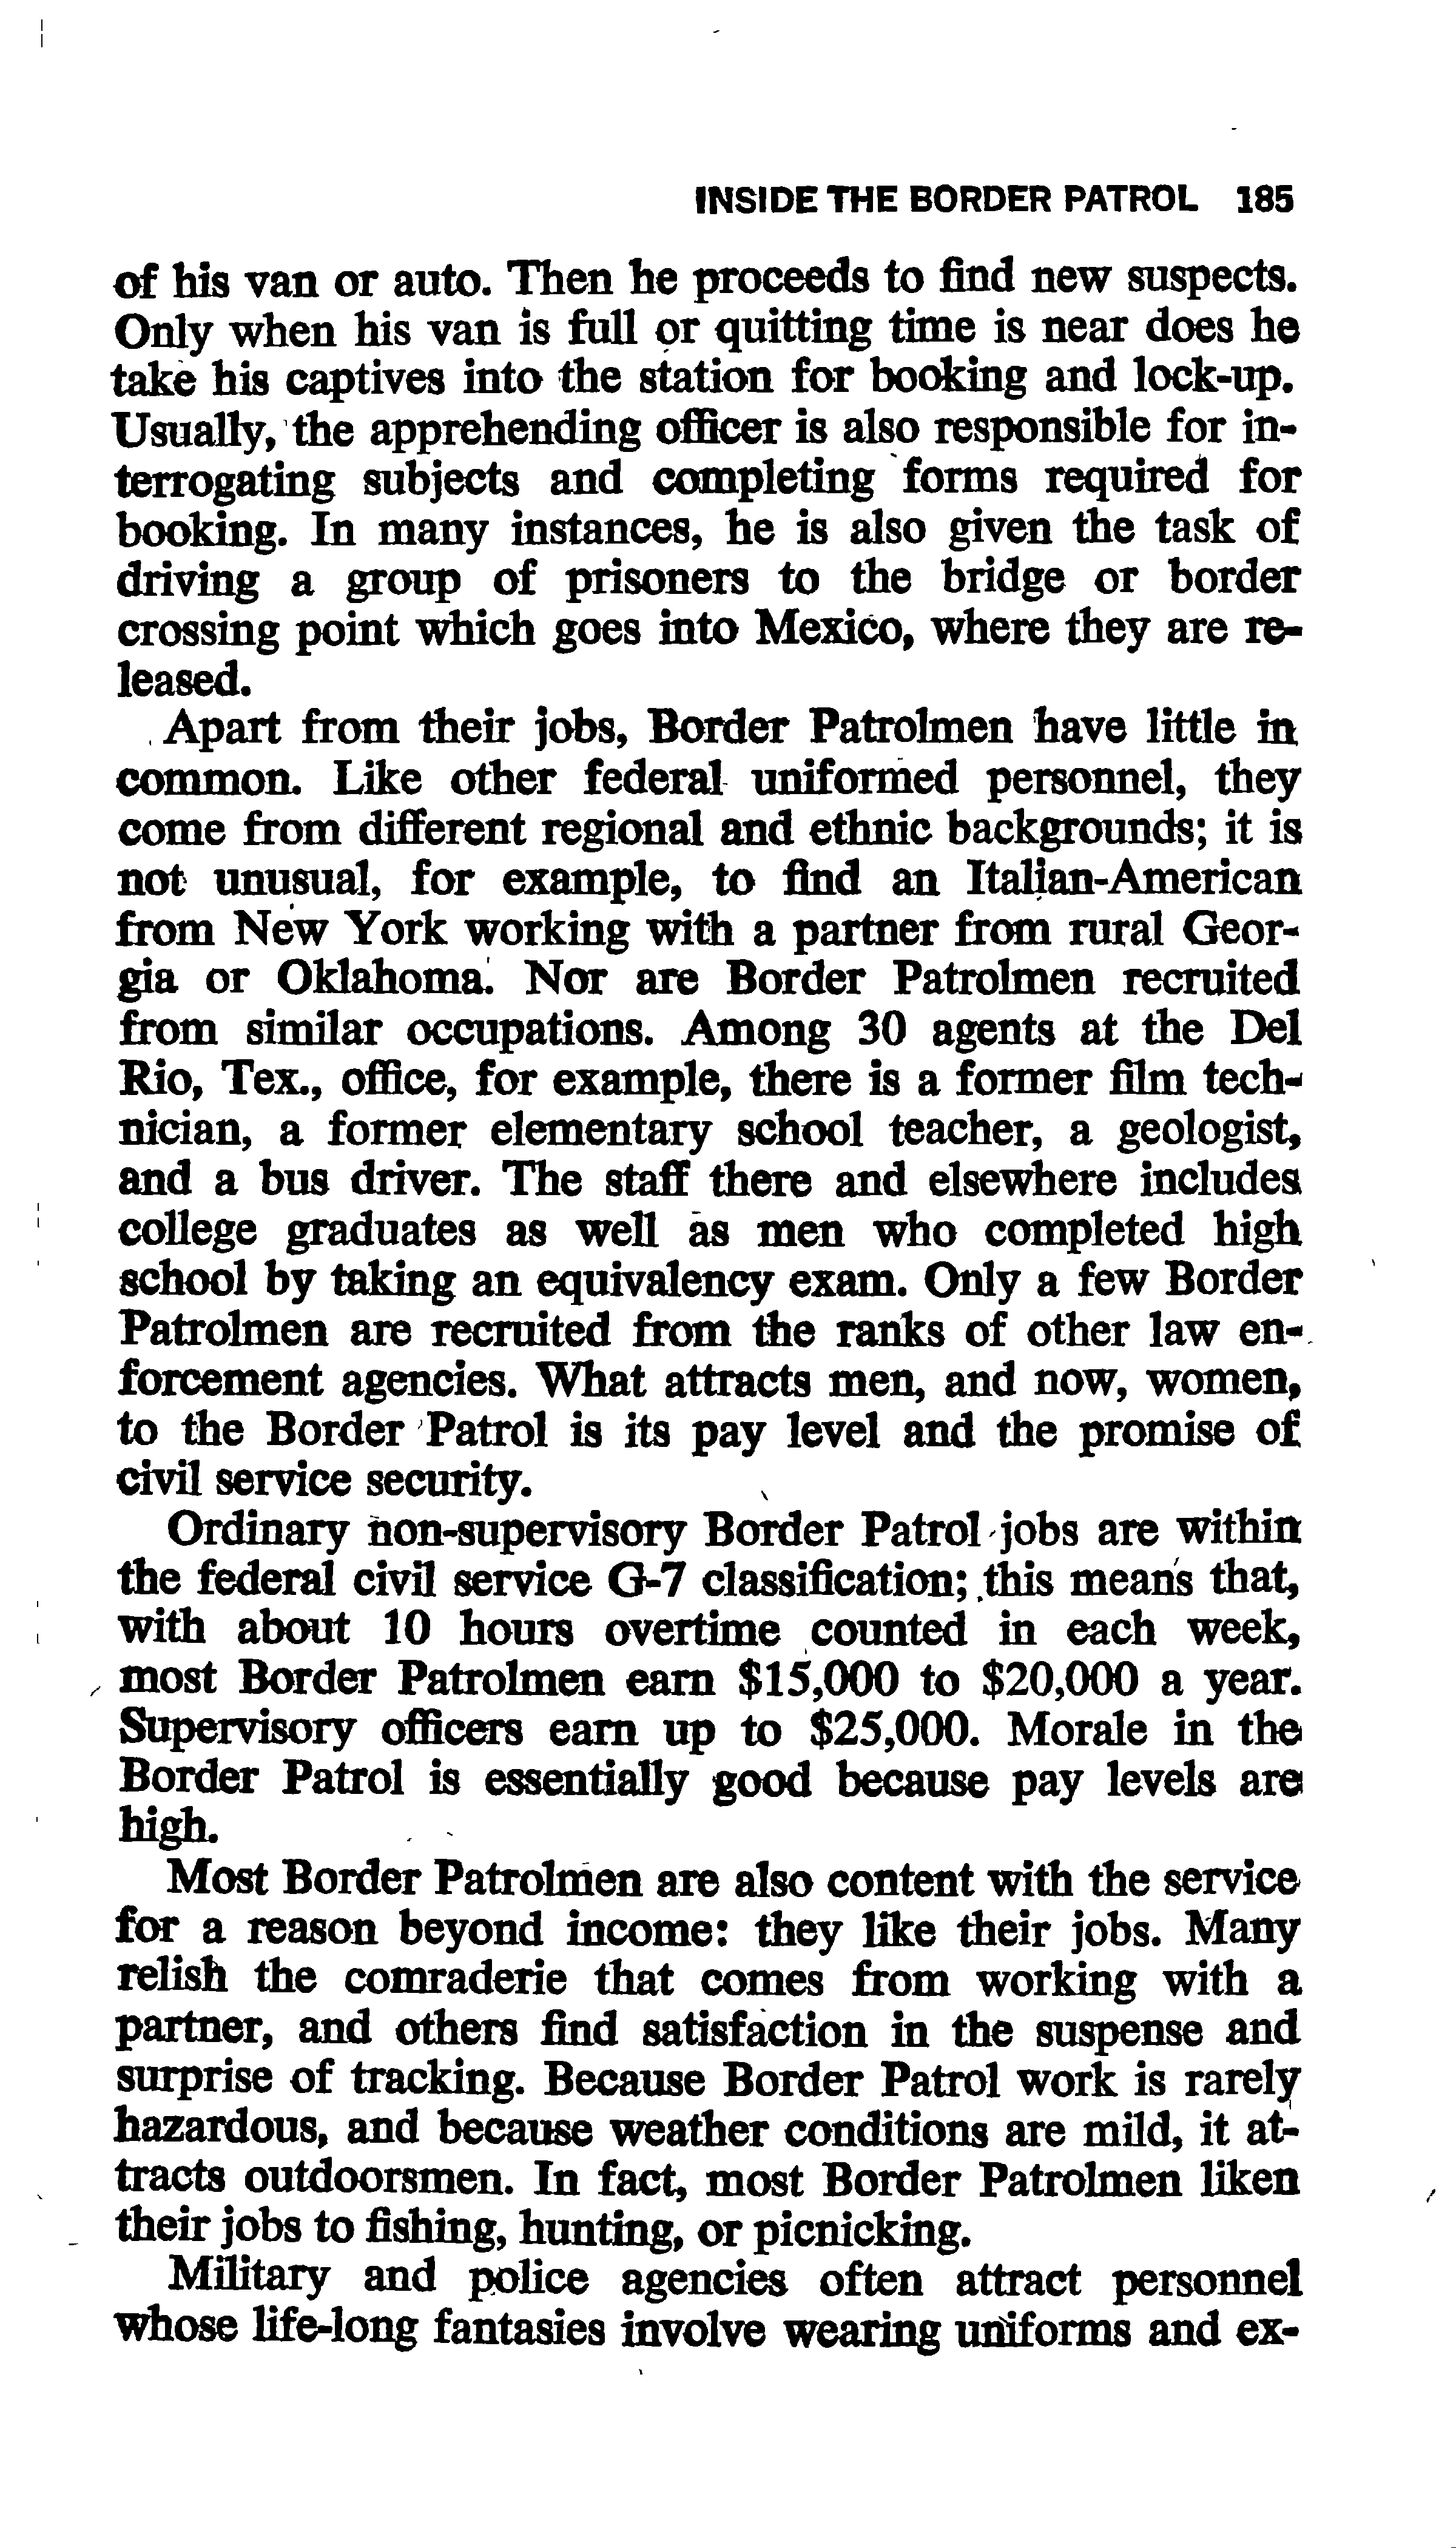 INSIDE THE BORDER PATROL 185
of his van or auto. Then he proceeds to find new suspects.
Only when his van is full or quitting time is near does he
take his captives into the station for booking and lock-up.
Usually, the apprehending officer is also responsible for in-
terrogating subjects and completing forms required for
booking. In many instances, he is also given the task of
driving a group of prisoners to the bridge or border
crossing point which goes into Mexico, where they are re-
leased.
Apart from their jobs, Border Patrolmen have little in
common. Like other federal uniformed personnel, they
come from different regional and ethnic backgrounds; it is
not unusual, for example, to find an Italian-American
from New York working with a partner from rural Geor-
gia or Oklahoma. Nor are Border Patrolmen recruited
from similar occupations. Among 30 agents at the Del
Rio, Tex., office, for example, there is a former film tech-
nician, a former elementary school teacher, a geologist,
and a bus driver. The staff there and elsewhere includes
college graduates as well as men who completed high
school by taking an equivalency exam. Only a few Border
Patrolmen are recruited from the ranks of other law en-
forcement agencies. What attracts men, and now, women,
to the Border Patrol is its pay level and the promise of
civil service security.
Ordinary non-supervisory Border Patrol jobs are within
the federal civil service G-7 classification; this means that,
with about 10 hours overtime counted in each week,
most Border Patrolmen earn $15,000 to $20,000 a year.
Supervisory officers earn up to $25,000. Morale in the
Border Patrol is essentially good because pay levels are
high.
Most Border Patrolmen are also content with the service
for a reason beyond income: they like their jobs. Many
relish the comraderie that comes from working with a
partner, and others find satisfaction in the suspense and
surprise of tracking. Because Border Patrol work is rarely
hazardous, and because weather conditions are mild, it at-
tracts outdoorsmen. In fact, most Border Patrolmen liken
their jobs to fishing, hunting, or picnicking.
Military and police agencies often attract personnel
whose life-long fantasies involve wearing uniforms and ex-